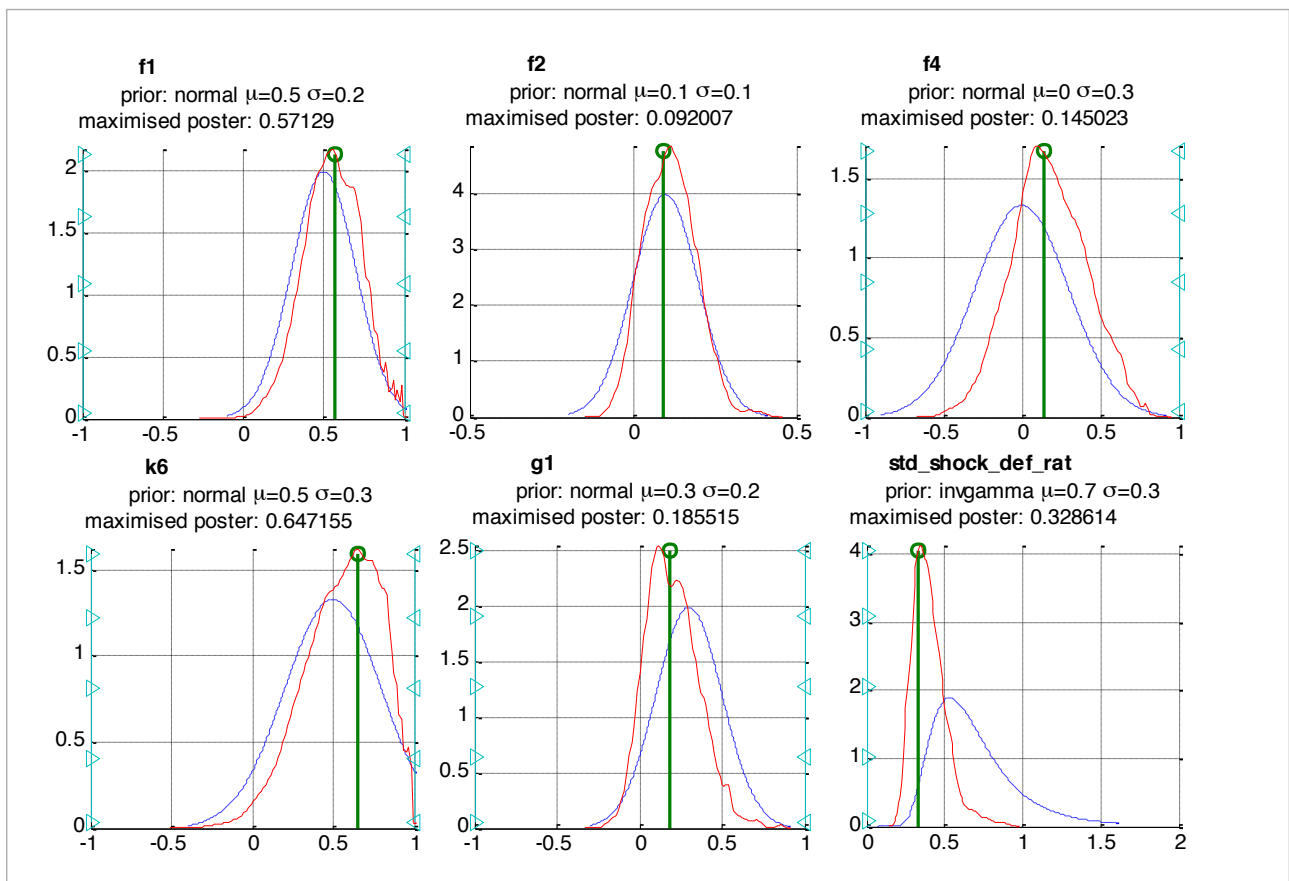 f1
prior: normal μ=0.5 σ=0.2
maximised poster: 0.57129
2
1.5
1
0.5
0
-1 -0.5 0 0.5 1
f2
prior: normal μ=0.1 σ=0.1
maximised poster: 0.092007
4
3
2
1
0
-0.5 0 0.5
f4
prior: normal μ=0 σ=0.3
maximised poster: 0.145023
1.5
1
0.5
0
-1 -0.5 0 0.5 1
k6
prior: normal μ=0.5 σ=0.3
maximised poster: 0.647155
1.5
1
0.5
0
-1 -0.5 0 0.5 1
g1
prior: normal μ=0.3 σ=0.2
maximised poster: 0.185515
2.5
2
1.5
1
0.5
0
-1 -0.5 0 0.5 1
std_shock_def_rat
prior: invgamma μ=0.7 σ=0.3
maximised poster: 0.328614
4
3
2
1
0
0 0.5 1 1.5 2